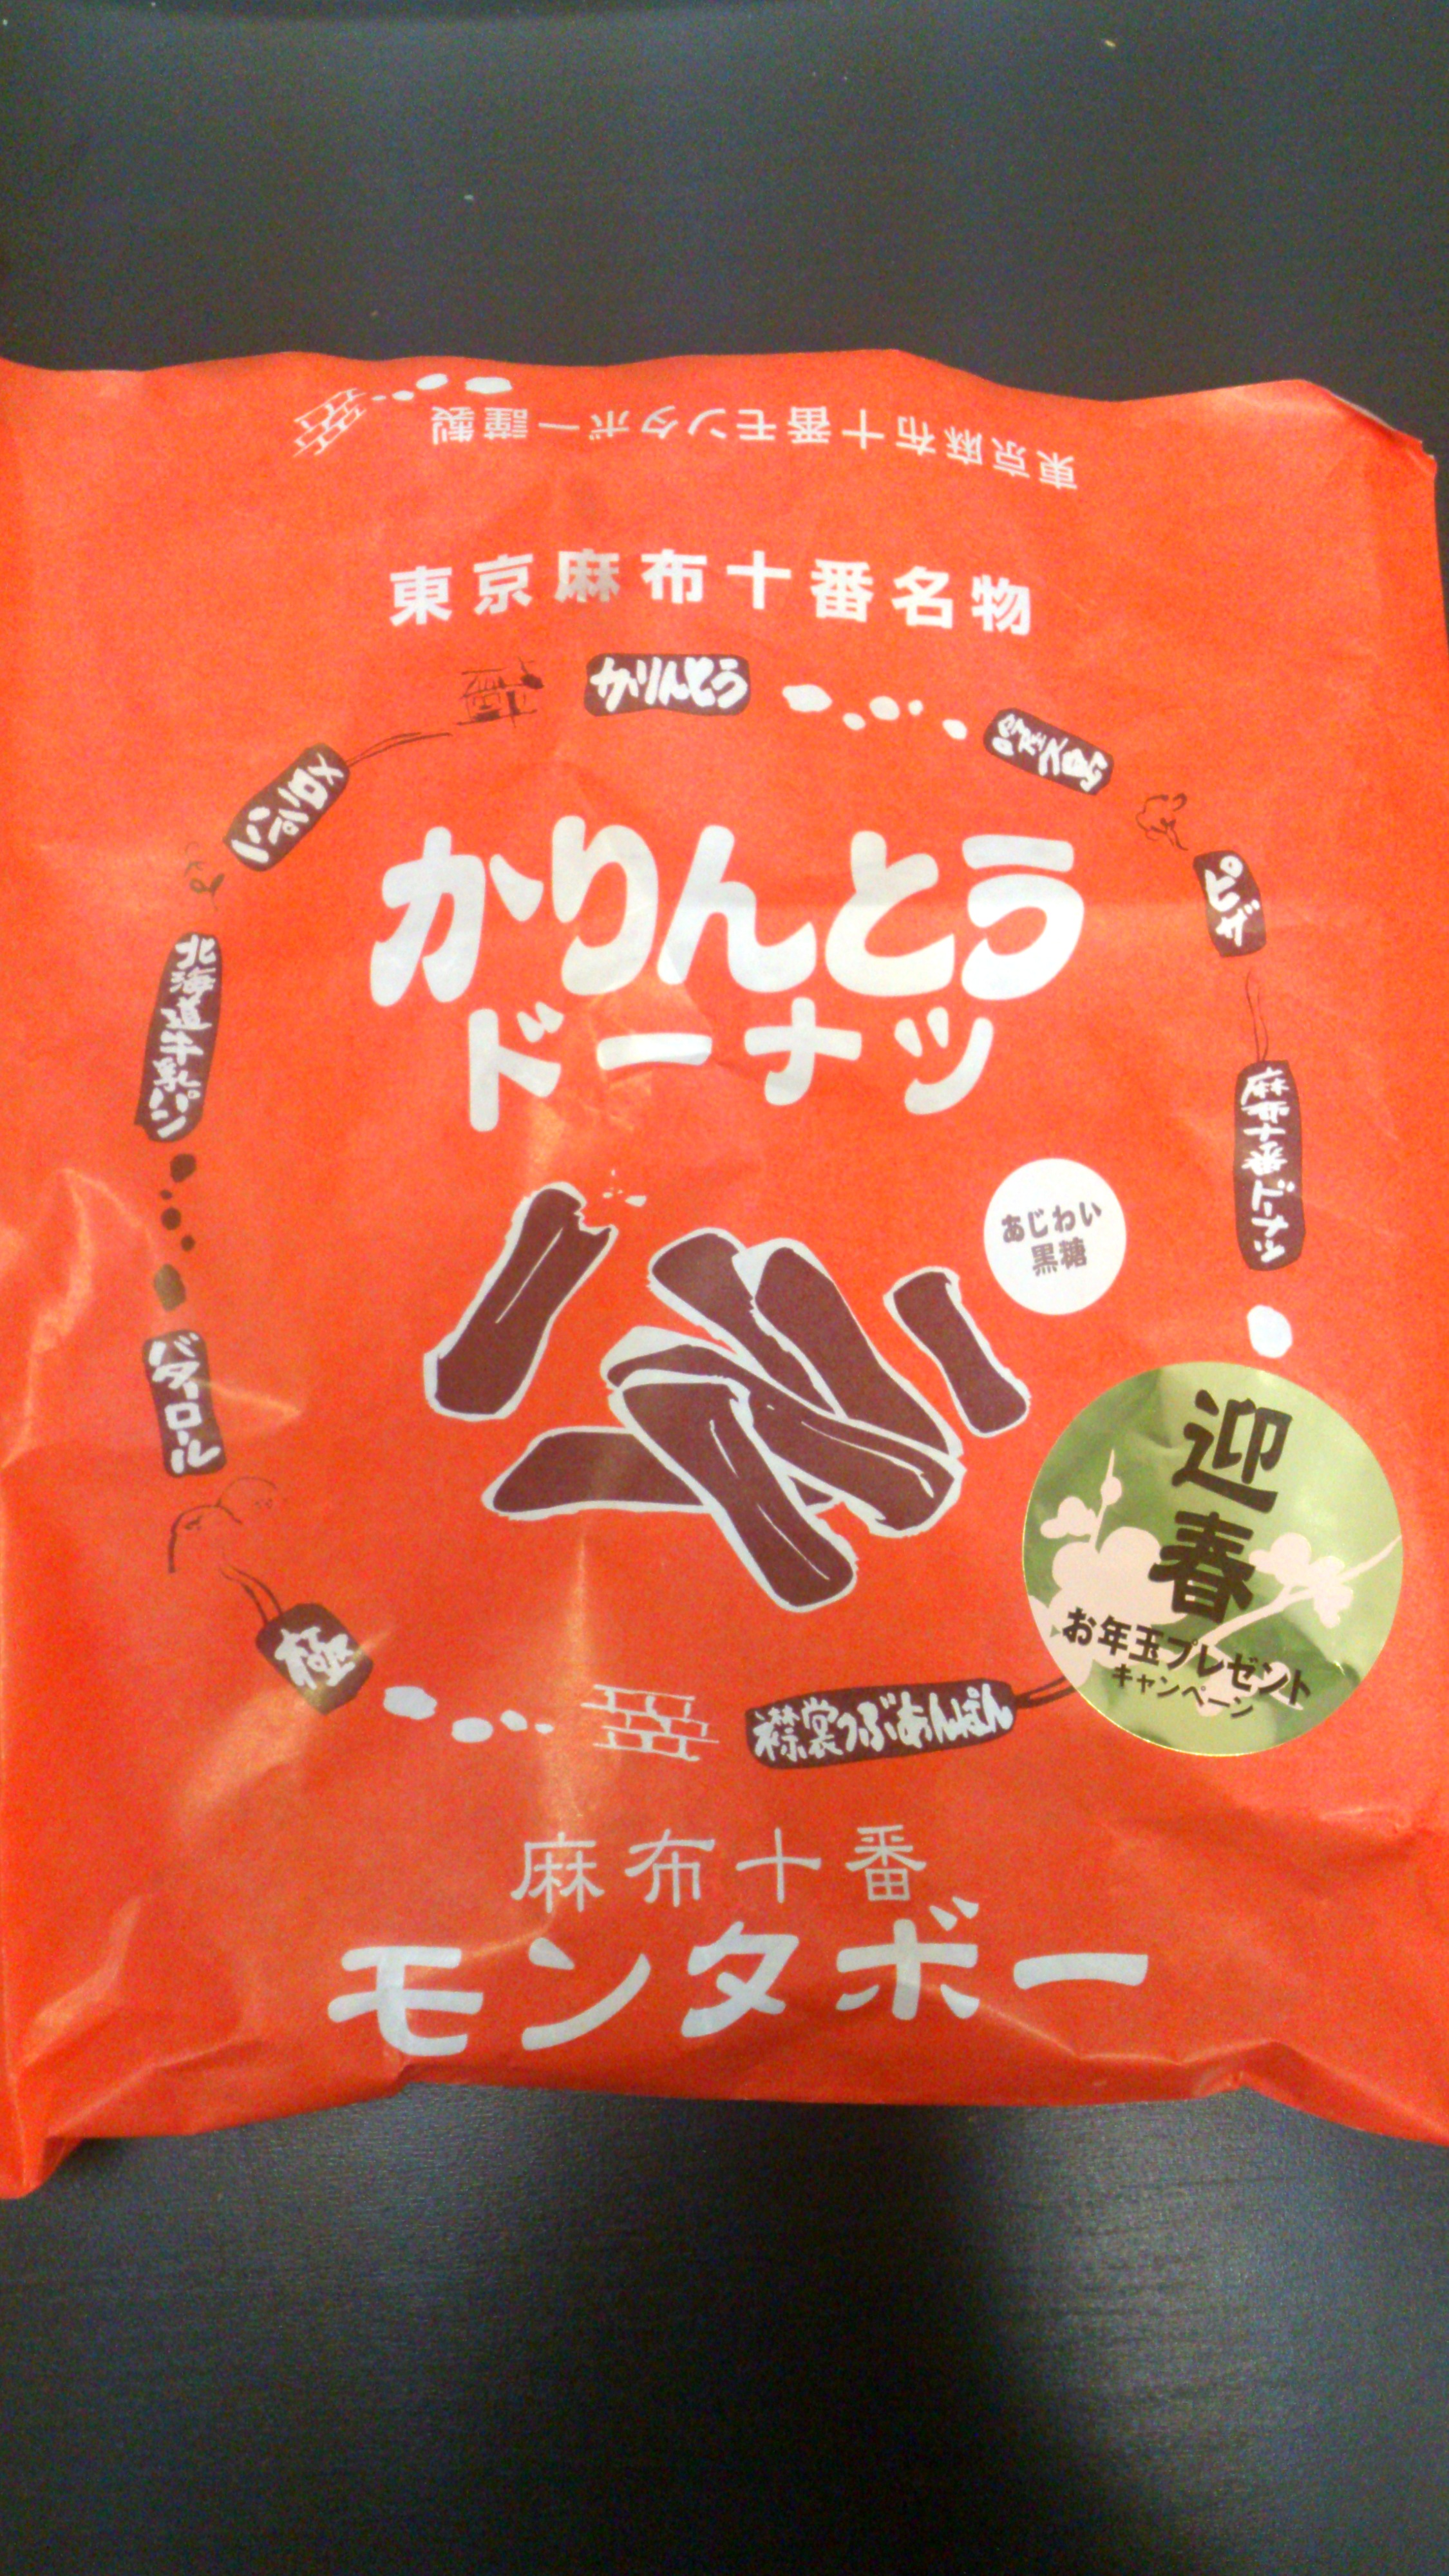 東京麻布十番モンタボー謹製
東京麻布十番名物
かりんとう
メロンパン
ピザ
北海道牛乳パン
麻布十番ドーナツ
バターロール
極
つぶあんぱん
かりんとう
ドーナツ
あじわい
黒糖
迎春
お年玉プレゼント
キャンペーン
麻布十番
モンタボー